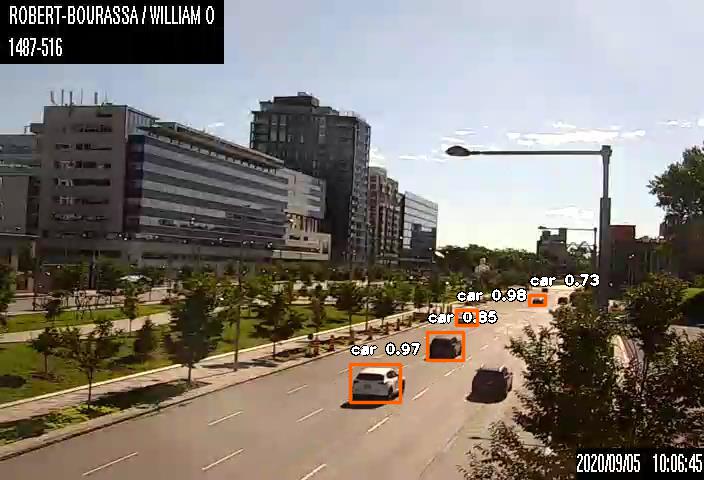 ROBERT-BOURASSA / WILLIAM O
1487-516
car 0.73
car 0.98
car 0.85
car 0.97
2020/09/05 10:06:45